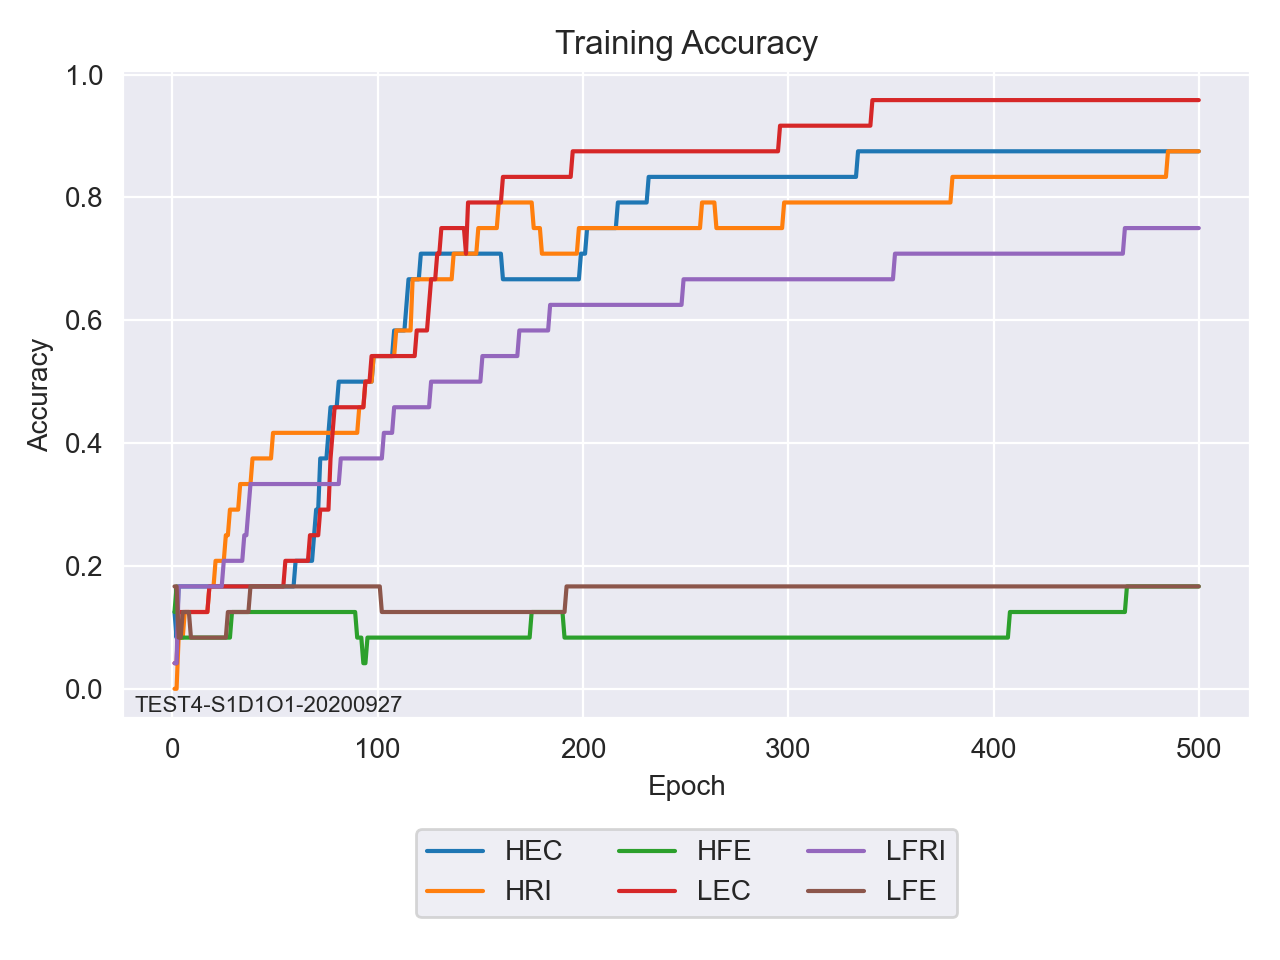 Training Accuracy
1.0
0.8
0.6
0.4
0.2
0.0
Accuracy
TEST4-S1D1O1-20200927
0 100 200 300 400 500
Epoch
HEC HFE LFRI
HRI LEC LFE